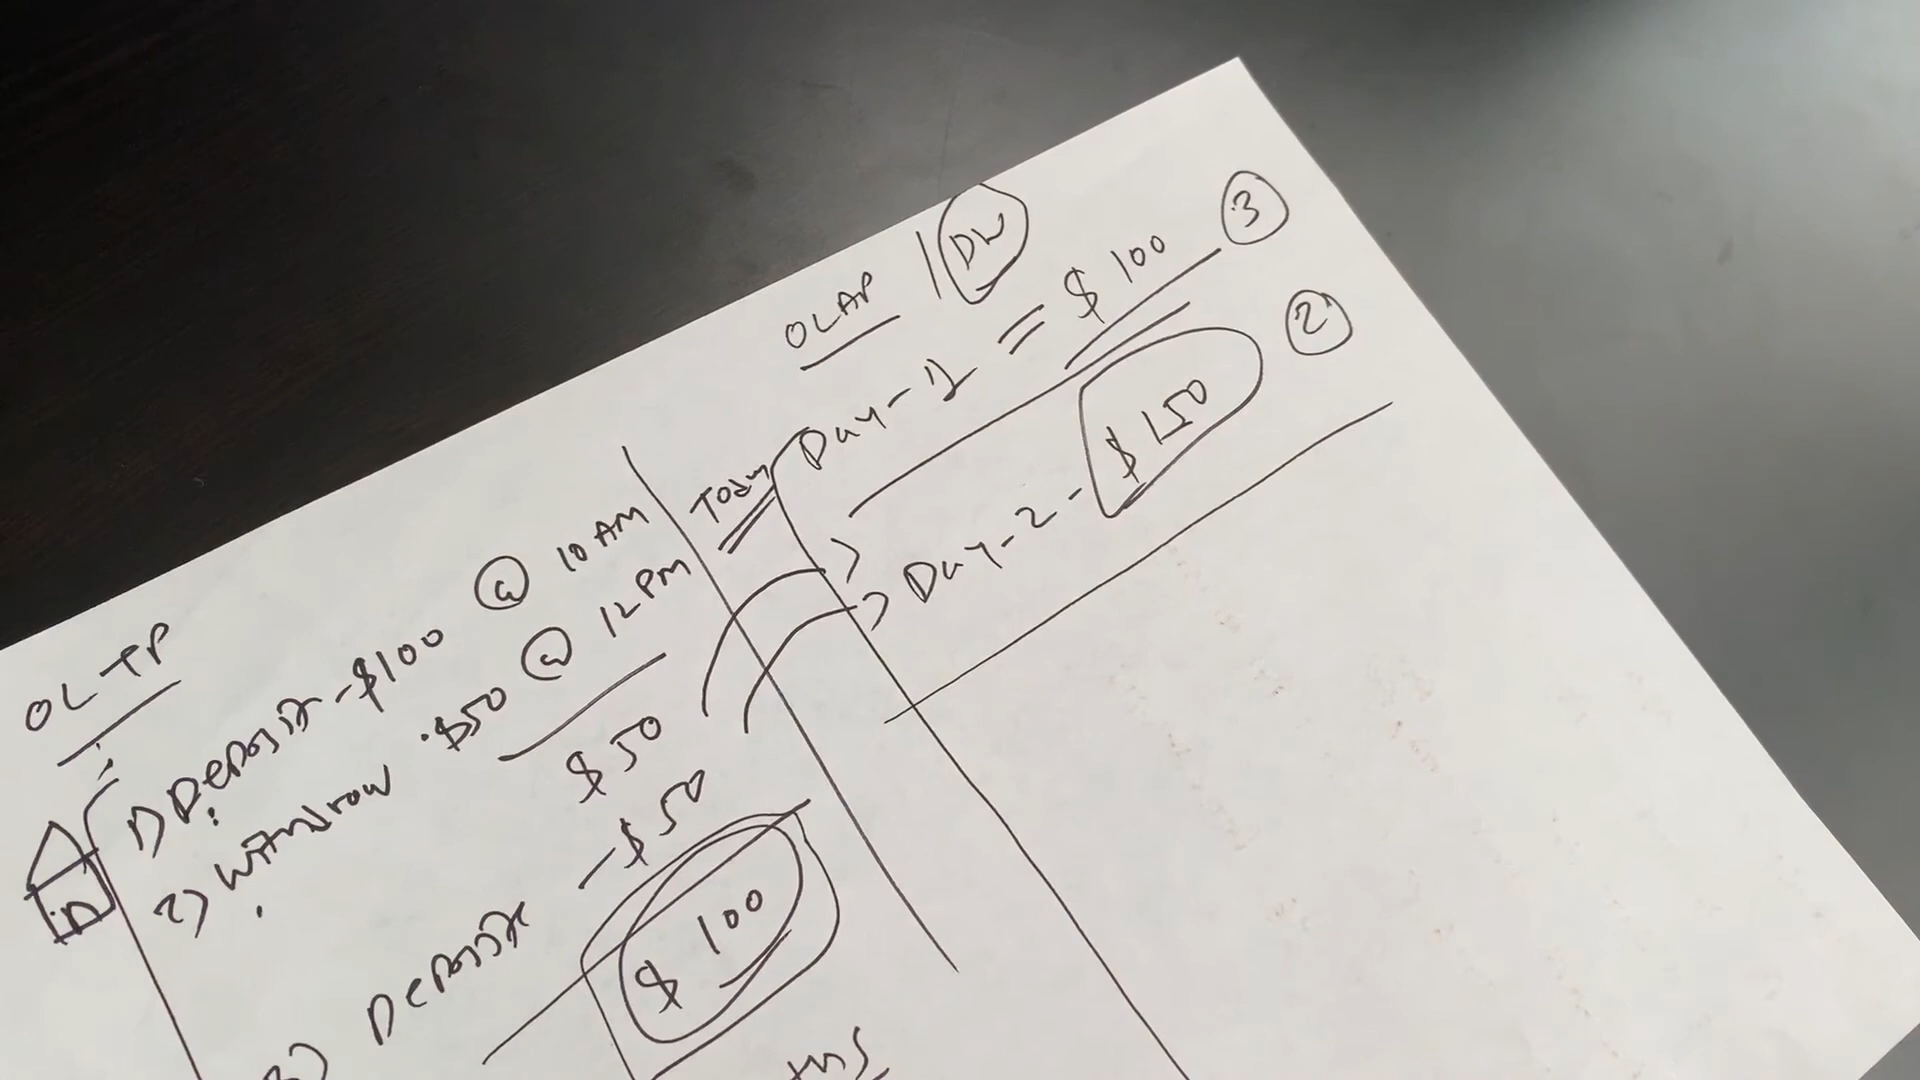 OLTP
1) Deposit - $100 @ 10 AM
2) Withdrow $50 @ 12 PM
$50
3) Deposit - $50
$100
Today
OLAP / DW
Day-1 = $100 3
Day-2 - $150 2